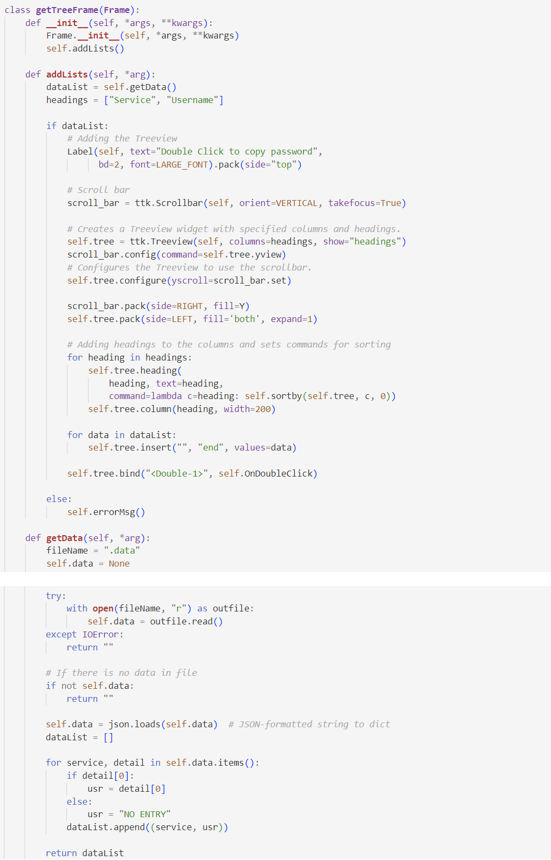 class getTreeFrame(Frame):
    def __init__(self, *args, **kwargs):
        Frame.__init__(self, *args, **kwargs)
        self.addLists()

    def addLists(self, *arg):
        dataList = self.getData()
        headings = ["Service", "Username"]

        if dataList:
            # Adding the Treeview
            Label(self, text="Double Click to copy password",
                  bd=2, font=LARGE_FONT).pack(side="top")

            # Scroll bar
            scroll_bar = ttk.Scrollbar(self, orient=VERTICAL, takefocus=True)

            # Creates a Treeview widget with specified columns and headings.
            self.tree = ttk.Treeview(self, columns=headings, show="headings")
            scroll_bar.config(command=self.tree.yview)
            # Configures the Treeview to use the scrollbar.
            self.tree.configure(yscroll=scroll_bar.set)

            scroll_bar.pack(side=RIGHT, fill=Y)
            self.tree.pack(side=LEFT, fill='both', expand=1)

            # Adding headings to the columns and sets commands for sorting
            for heading in headings:
                self.tree.heading(
                    heading, text=heading,
                    command=lambda c=heading: self.sortby(self.tree, c, 0))
                self.tree.column(heading, width=200)

            for data in dataList:
                self.tree.insert("", "end", values=data)

            self.tree.bind("<Double-1>", self.OnDoubleClick)

        else:
            self.errorMsg()

    def getData(self, *arg):
        fileName = ".data"
        self.data = None

        try:
            with open(fileName, "r") as outfile:
                self.data = outfile.read()
        except IOError:
            return ""

        # If there is no data in file
        if not self.data:
            return ""

        self.data = json.loads(self.data)  # JSON-formatted string to dict
        dataList = []

        for service, detail in self.data.items():
            if detail[0]:
                usr = detail[0]
            else:
                usr = "NO ENTRY"
            dataList.append((service, usr))

        return dataList